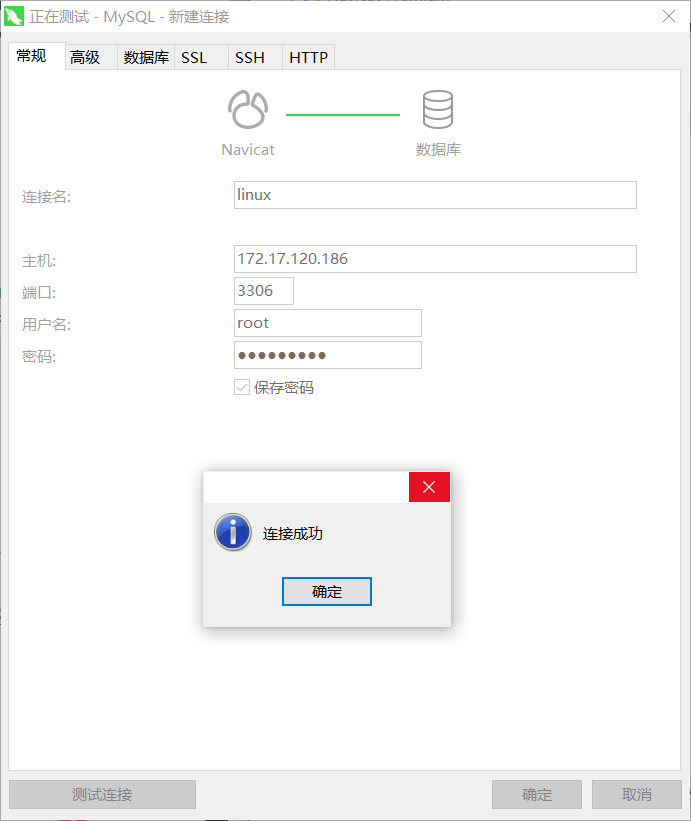 正在测试 - MySQL - 新建连接
常规 高级 数据库 SSL SSH HTTP
Navicat 数据库
连接名: linux
主机: 172.17.120.186
端口: 3306
用户名: root
密码: ●●●●●●●●●
保存密码
连接成功
确定
测试连接 确定 取消